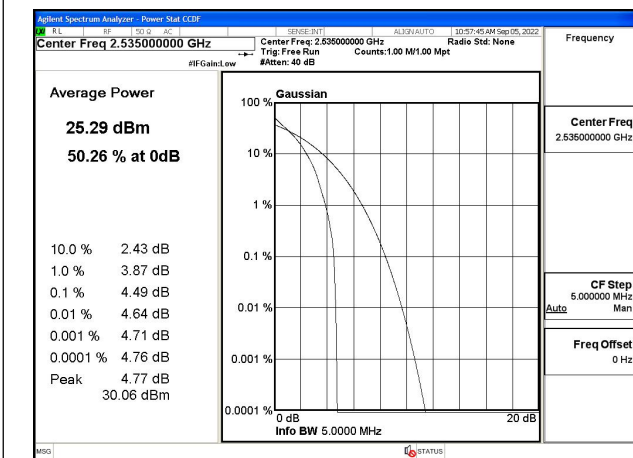 Agilent Spectrum Analyzer - Power Stat CCDF
LXI RL RF 50 Ω AC SENSE:INT ALIGN AUTO 10:57:45 AM Sep 05, 2022
Center Freq 2.535000000 GHz
Center Freq: 2.535000000 GHz Radio Std: None
Trig: Free Run Counts:1.00 M/1.00 Mpt
#IFGain:Low #Atten: 40 dB
Frequency
Average Power
25.29 dBm
50.26 % at 0dB
10.0 % 2.43 dB
1.0 % 3.87 dB
0.1 % 4.49 dB
0.01 % 4.64 dB
0.001 % 4.71 dB
0.0001 % 4.76 dB
Peak 4.77 dB
30.06 dBm
Gaussian
100 %
10 %
1 %
0.1 %
0.01 %
0.001 %
0.0001 %
0 dB 20 dB
Info BW 5.0000 MHz
Center Freq
2.535000000 GHz
CF Step
5.000000 MHz
Auto Man
Freq Offset
0 Hz
MSG STATUS